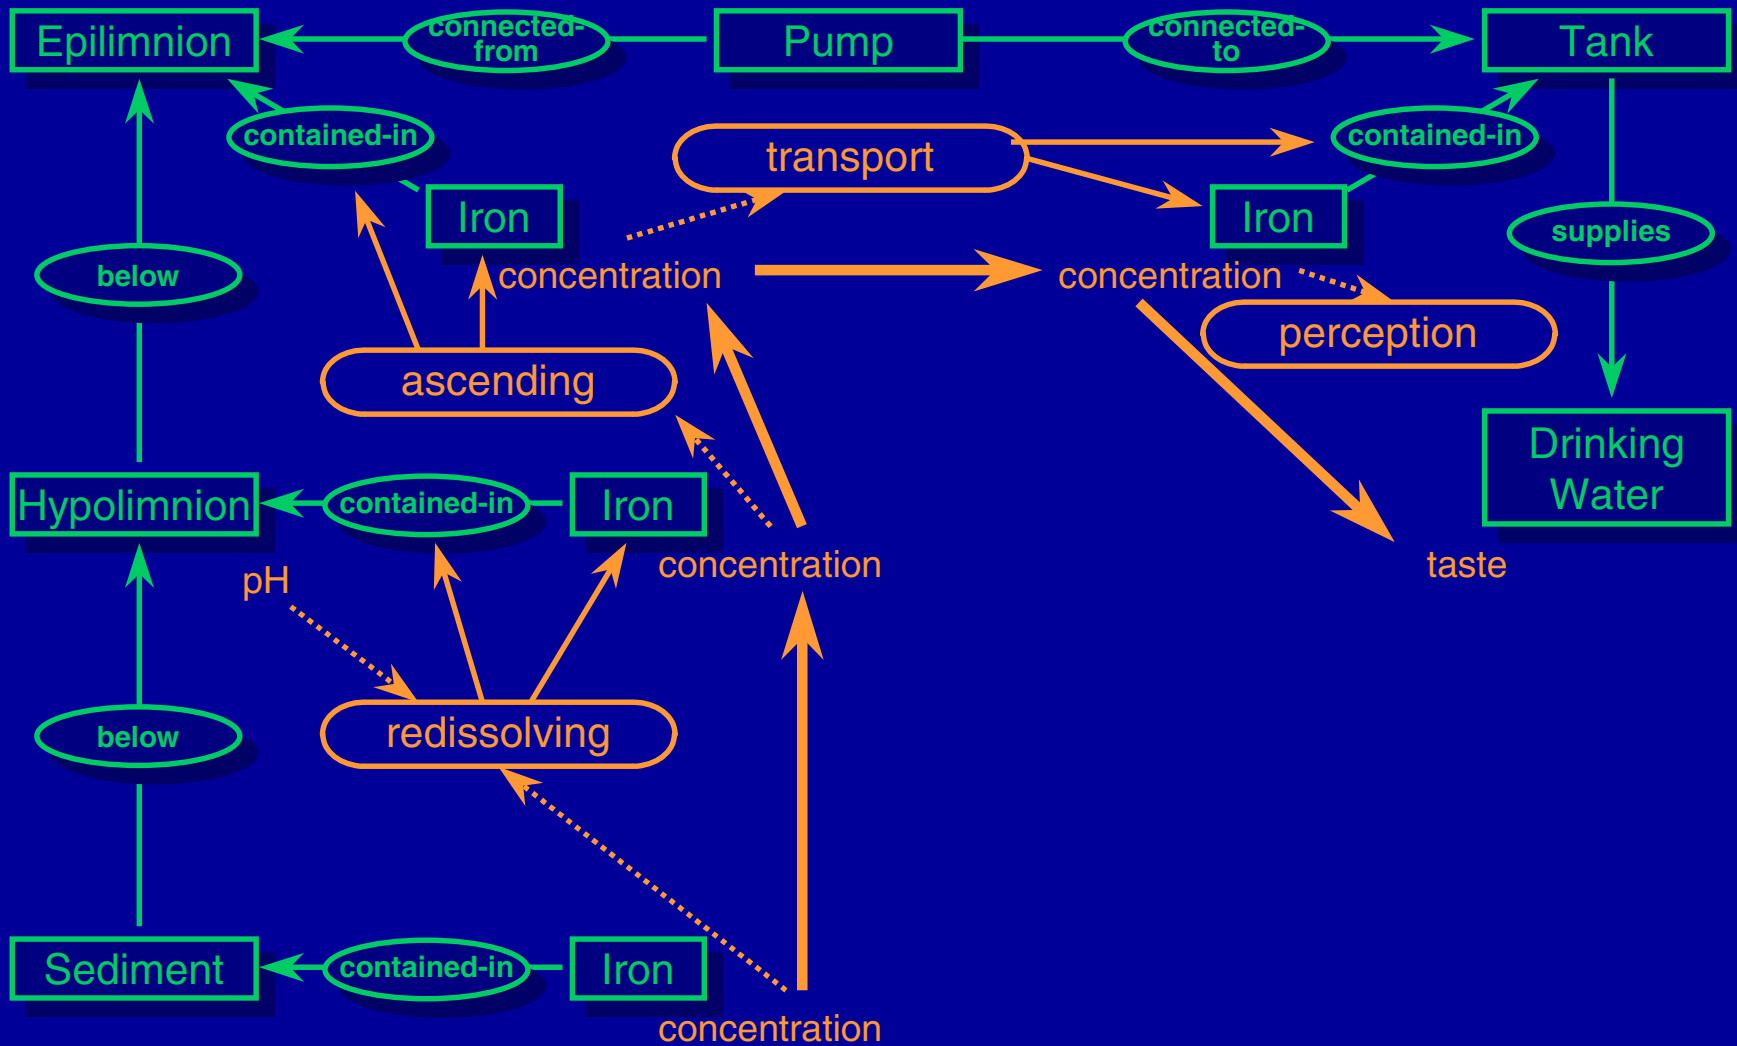 Epilimnion
connected-
from
Pump
connected-
to
Tank
contained-in
transport
contained-in
Iron
Iron
supplies
below
concentration
concentration
perception
ascending
Drinking
Water
Hypolimnion
contained-in
Iron
pH
concentration
taste
below
redissolving
Sediment
contained-in
Iron
concentration